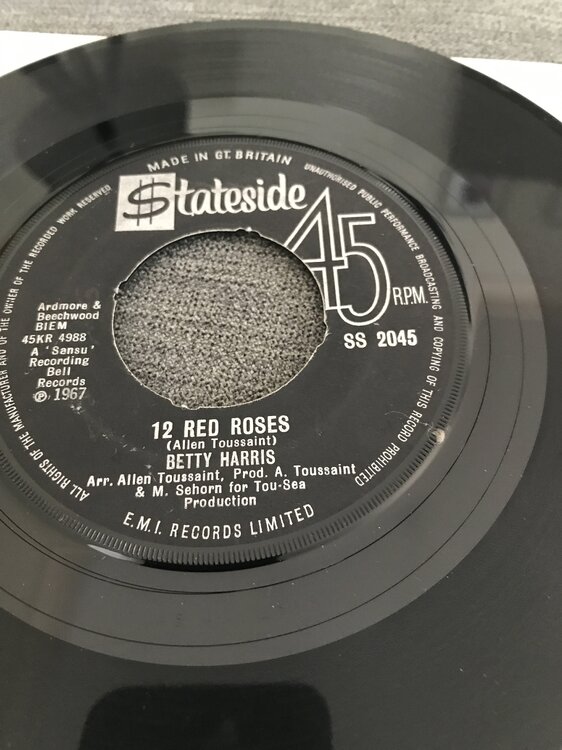 MADE IN GT. BRITAIN
UNAUTHORISED PUBLIC PERFORMANCE BROADCASTING AND COPYING OF THIS RECORD PROHIBITED
ALL RIGHTS OF THE MANUFACTURER AND OF THE OWNER OF THE RECORDED WORK RESERVED
$tateside
45
R.P.M.
SS 2045
Ardmore &
Beechwood
BIEM
45KR 4988
A 'Sansu'
Recording
Bell
Records
℗ 1967
12 RED ROSES
(Allen Toussaint)
BETTY HARRIS
Arr. Allen Toussaint, Prod. A. Toussaint
& M. Sehorn for Tou-Sea
Production
E.M.I. RECORDS LIMITED